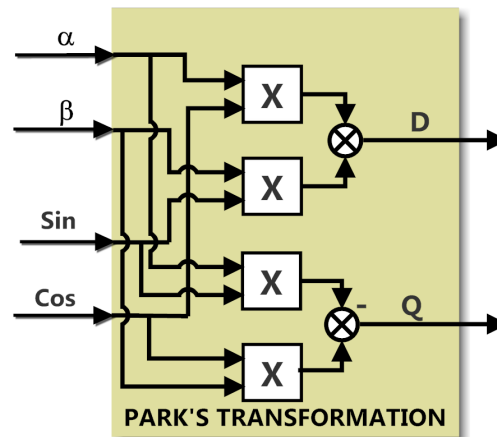 α
X
β
D
X
Sin
X
-
Q
Cos
X
PARK'S TRANSFORMATION